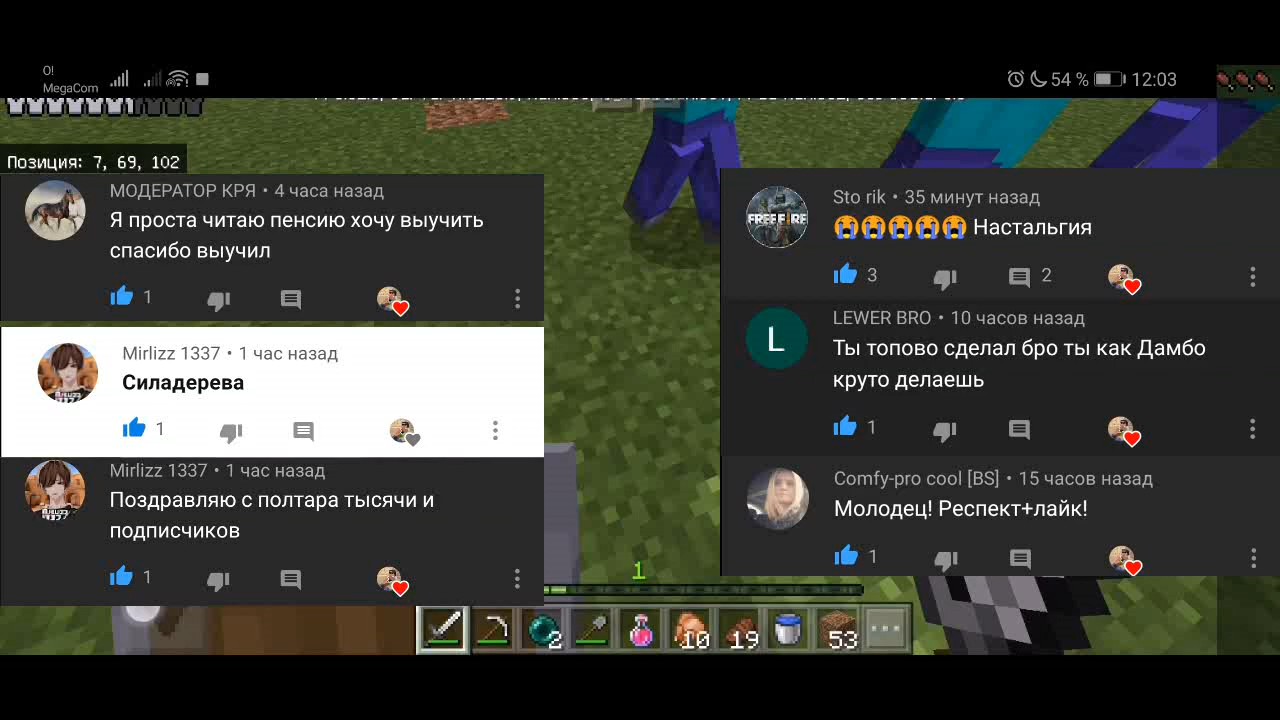 O!
MegaCom
54 % 12:03
Позиция: 7, 69, 102
МОДЕРАТОР КРЯ • 4 часа назад
Я проста читаю пенсию хочу выучить
спасибо выучил
1
Mirlizz 1337 • 1 час назад
Силадерева
1
Mirlizz 1337 • 1 час назад
Поздравляю с полтара тысячи и
подписчиков
1
Sto rik • 35 минут назад
FREE FIRE
😭😭😭😭😭 Настальгия
3 2
LEWER BRO • 10 часов назад
L
Ты топово сделал бро ты как Дамбо
круто делаешь
1
Comfy-pro cool [BS] • 15 часов назад
Молодец! Респект+лайк!
1
1
2 10 19 53